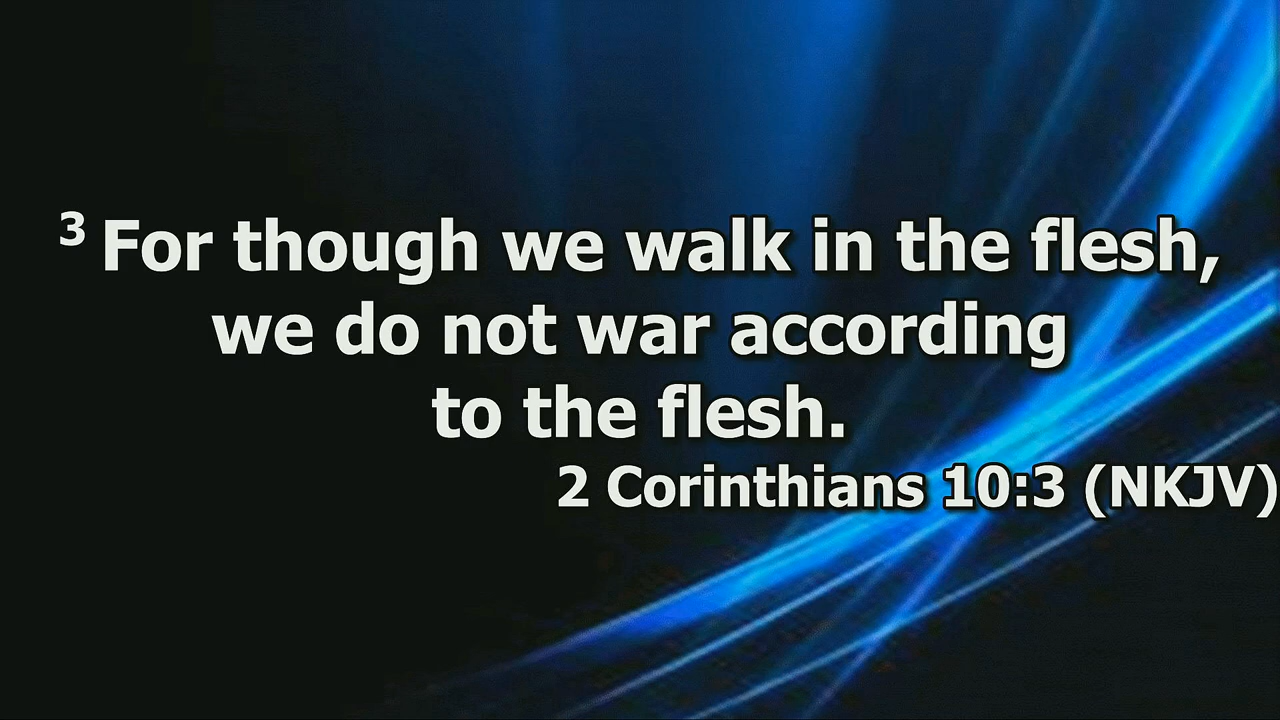 3 For though we walk in the flesh,
we do not war according
to the flesh.
2 Corinthians 10:3 (NKJV)